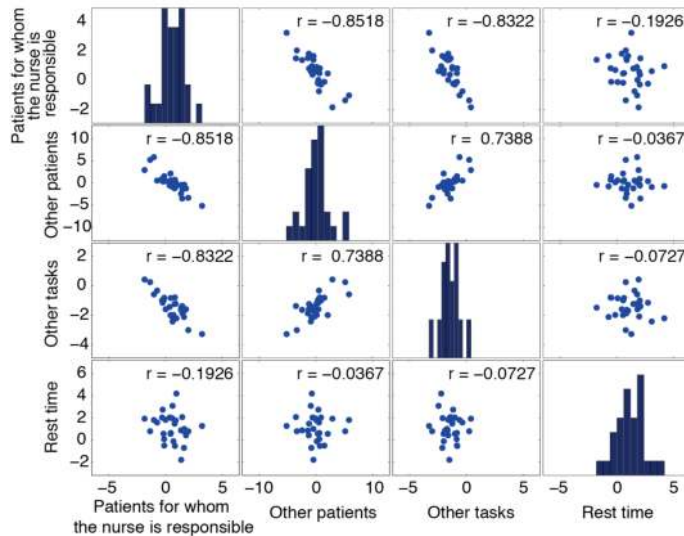 Patients for whom
the nurse is
responsible
4
2
0
−2
r = −0.8518
r = −0.8322
r = −0.1926
Other patients
10
5
0
−5
−10
r = −0.8518
r = 0.7388
r = −0.0367
Other tasks
2
0
−2
−4
r = −0.8322
r = 0.7388
r = −0.0727
Rest time
6
4
2
0
−2
r = −0.1926
r = −0.0367
r = −0.0727
−5 0 5
−10 0 10
−5 0 5
−5 0 5
Patients for whom
the nurse is responsible
Other patients
Other tasks
Rest time